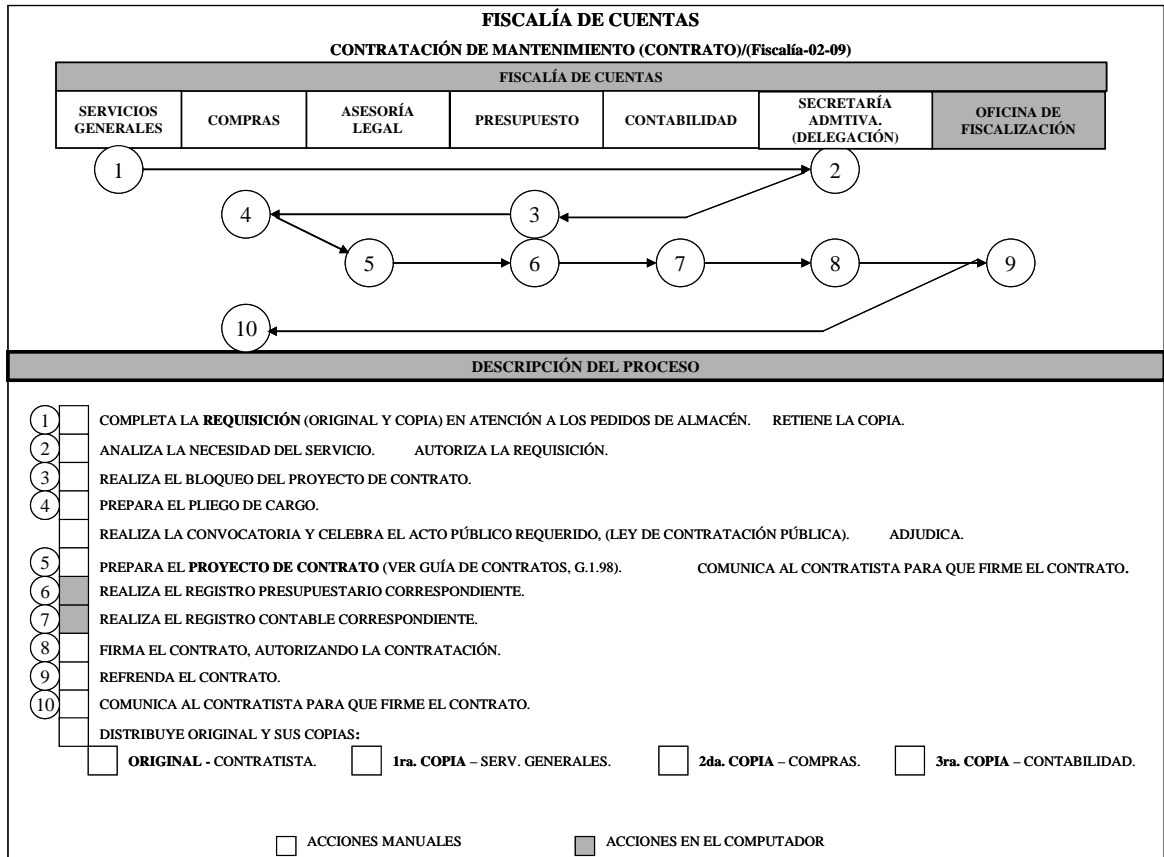 FISCALÍA DE CUENTAS
CONTRATACIÓN DE MANTENIMIENTO (CONTRATO)/(Fiscalía-02-09)
FISCALÍA DE CUENTAS
SERVICIOS GENERALES
COMPRAS
ASESORÍA LEGAL
PRESUPUESTO
CONTABILIDAD
SECRETARÍA ADMTIVA. (DELEGACIÓN)
OFICINA DE FISCALIZACIÓN
1 2
4 3
5 6 7 8 9
10
DESCRIPCIÓN DEL PROCESO
1 COMPLETA LA REQUISICIÓN (ORIGINAL Y COPIA) EN ATENCIÓN A LOS PEDIDOS DE ALMACÉN. RETIENE LA COPIA.
2 ANALIZA LA NECESIDAD DEL SERVICIO. AUTORIZA LA REQUISICIÓN.
3 REALIZA EL BLOQUEO DEL PROYECTO DE CONTRATO.
4 PREPARA EL PLIEGO DE CARGO.
REALIZA LA CONVOCATORIA Y CELEBRA EL ACTO PÚBLICO REQUERIDO, (LEY DE CONTRATACIÓN PÚBLICA). ADJUDICA.
5 PREPARA EL PROYECTO DE CONTRATO (VER GUÍA DE CONTRATOS, G.1.98). COMUNICA AL CONTRATISTA PARA QUE FIRME EL CONTRATO.
6 REALIZA EL REGISTRO PRESUPUESTARIO CORRESPONDIENTE.
7 REALIZA EL REGISTRO CONTABLE CORRESPONDIENTE.
8 FIRMA EL CONTRATO, AUTORIZANDO LA CONTRATACIÓN.
9 REFRENDA EL CONTRATO.
10 COMUNICA AL CONTRATISTA PARA QUE FIRME EL CONTRATO.
DISTRIBUYE ORIGINAL Y SUS COPIAS:
ORIGINAL - CONTRATISTA. 1ra. COPIA – SERV. GENERALES. 2da. COPIA – COMPRAS. 3ra. COPIA – CONTABILIDAD.
ACCIONES MANUALES ACCIONES EN EL COMPUTADOR